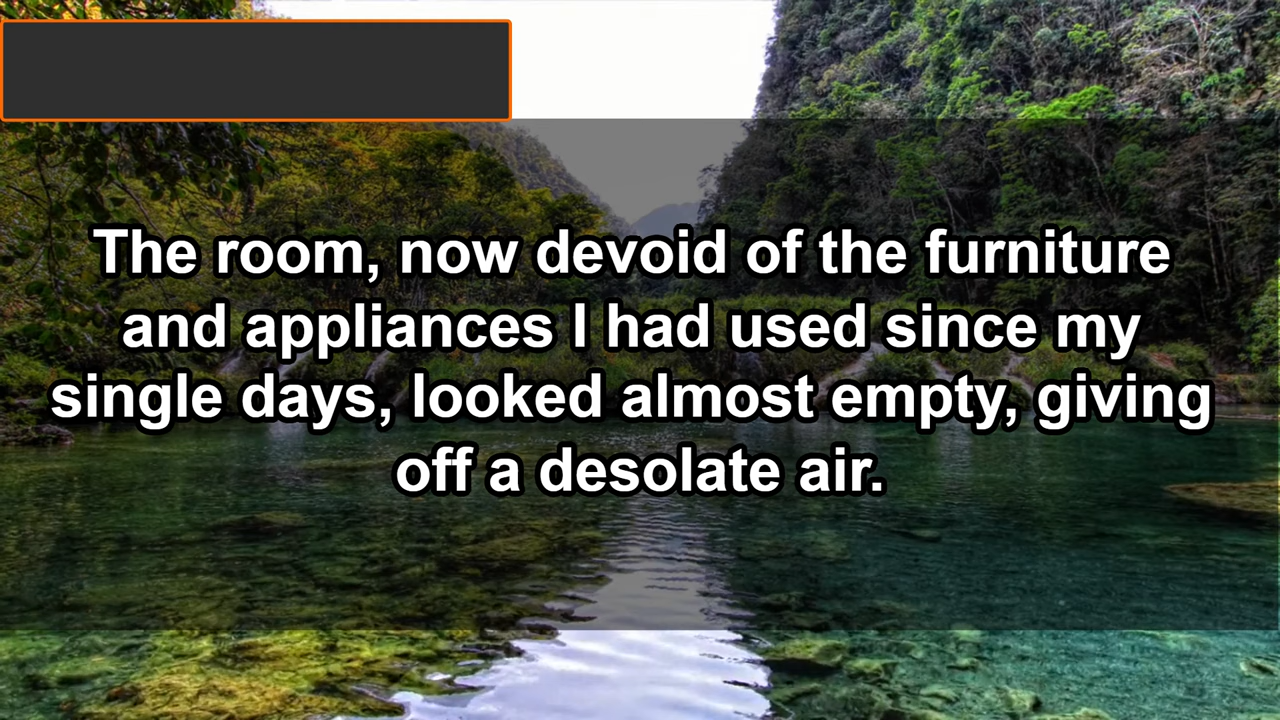 The room, now devoid of the furniture
and appliances I had used since my
single days, looked almost empty, giving
off a desolate air.